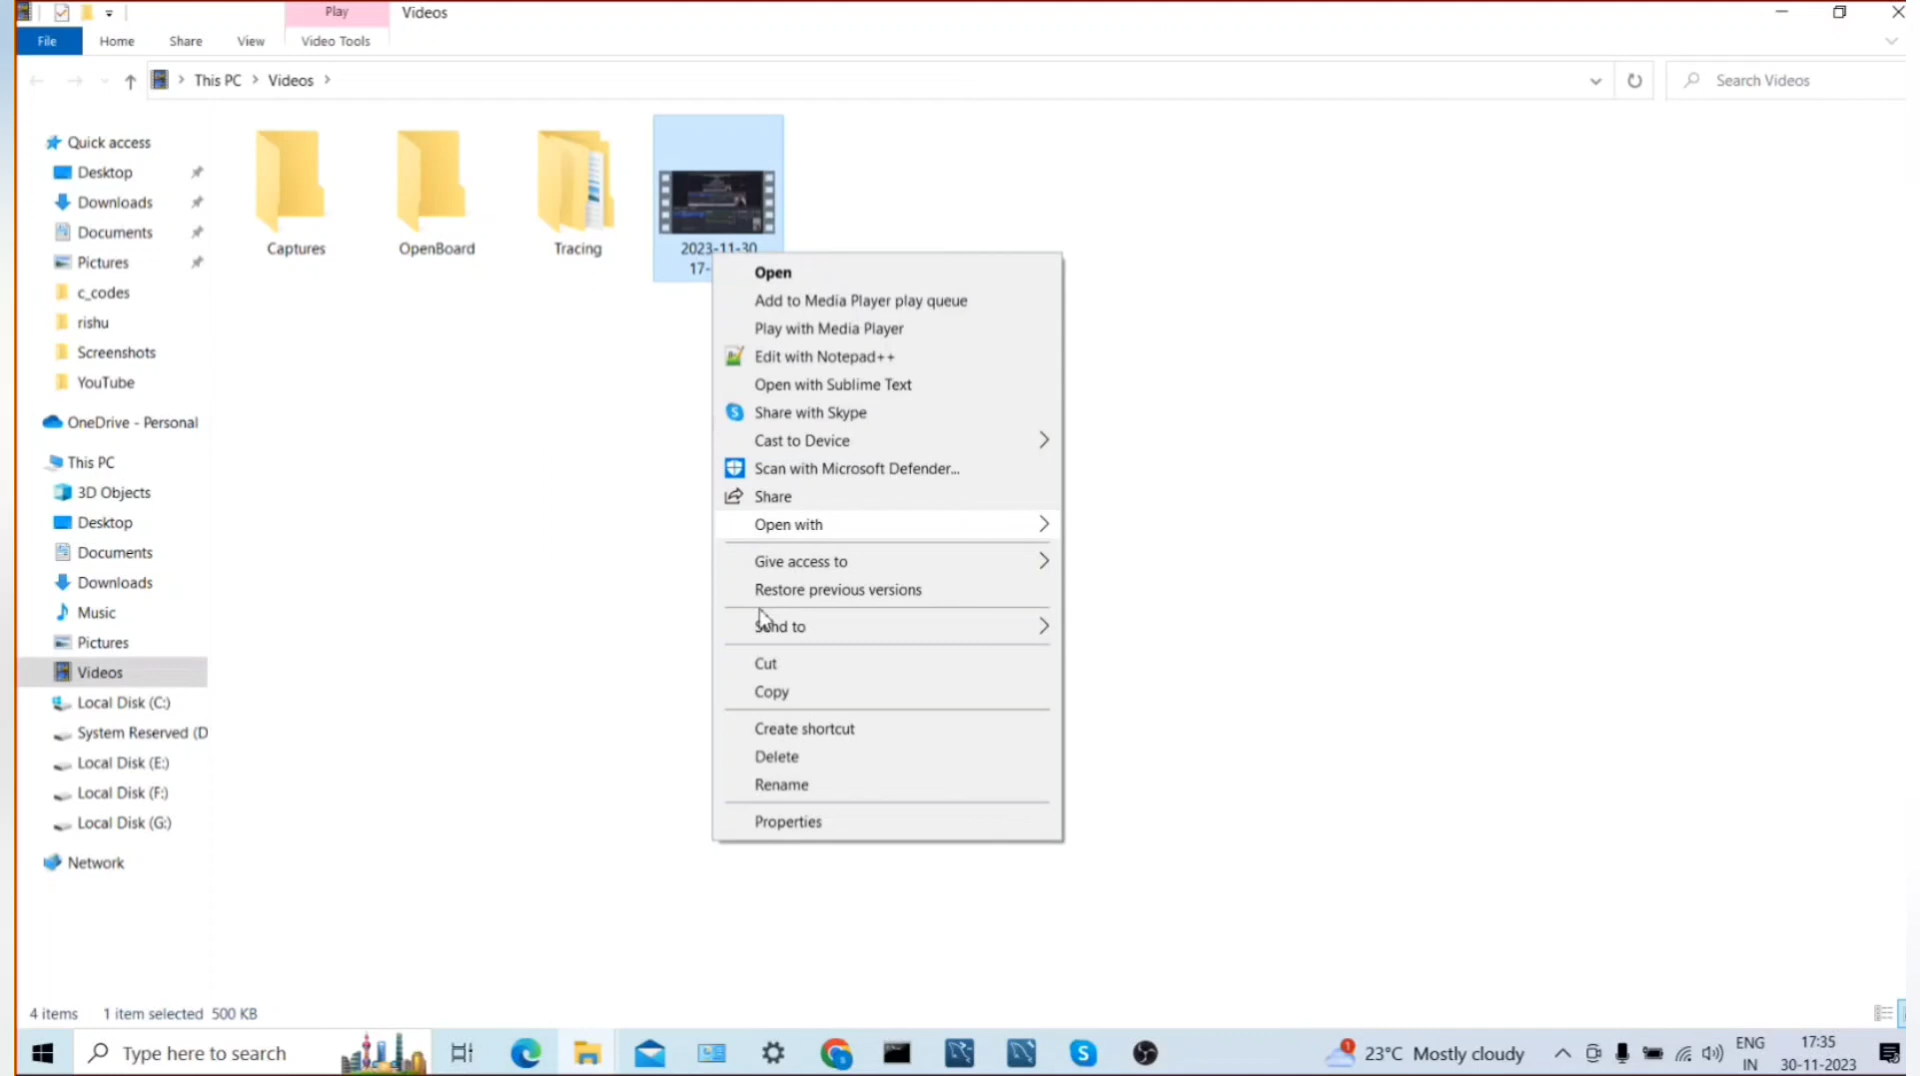 Play
Videos
File
Home
Share
View
Video Tools
This PC
Videos
Search Videos
Quick access
Desktop
Downloads
Documents
Pictures
c_codes
rishu
Screenshots
YouTube
OneDrive - Personal
This PC
3D Objects
Desktop
Documents
Downloads
Music
Pictures
Videos
Local Disk (C:)
System Reserved (D
Local Disk (E:)
Local Disk (F:)
Local Disk (G:)
Network
Captures
OpenBoard
Tracing
2023-11-30
17-
Open
Add to Media Player play queue
Play with Media Player
Edit with Notepad++
Open with Sublime Text
Share with Skype
Cast to Device
Scan with Microsoft Defender...
Share
Open with
Give access to
Restore previous versions
Send to
Cut
Copy
Create shortcut
Delete
Rename
Properties
4 items
1 item selected 500 KB
Type here to search
1
23°C Mostly cloudy
ENG
IN
17:35
30-11-2023